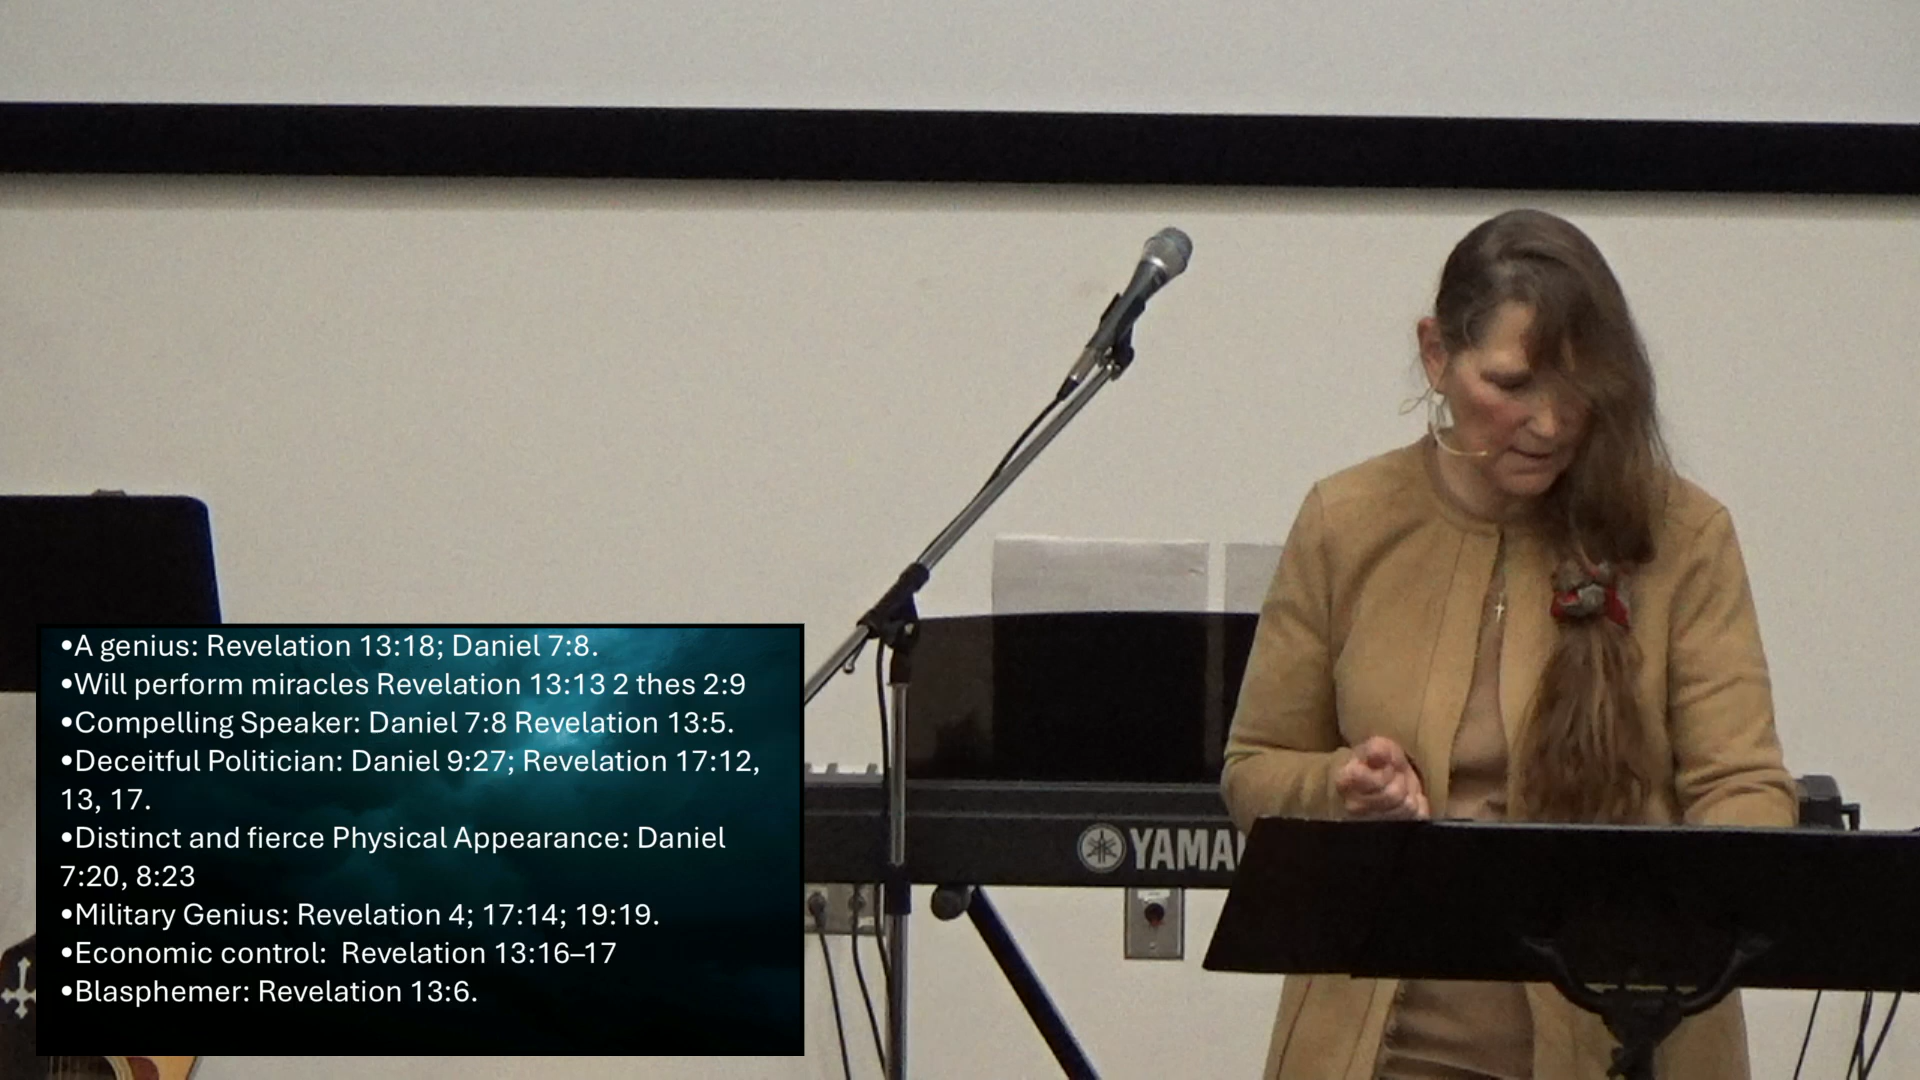 •A genius: Revelation 13:18; Daniel 7:8.
•Will perform miracles Revelation 13:13 2 thes 2:9
•Compelling Speaker: Daniel 7:8 Revelation 13:5.
•Deceitful Politician: Daniel 9:27; Revelation 17:12,
13, 17.
•Distinct and fierce Physical Appearance: Daniel
7:20, 8:23
•Military Genius: Revelation 4; 17:14; 19:19.
•Economic control:  Revelation 13:16–17
•Blasphemer: Revelation 13:6.
YAMA